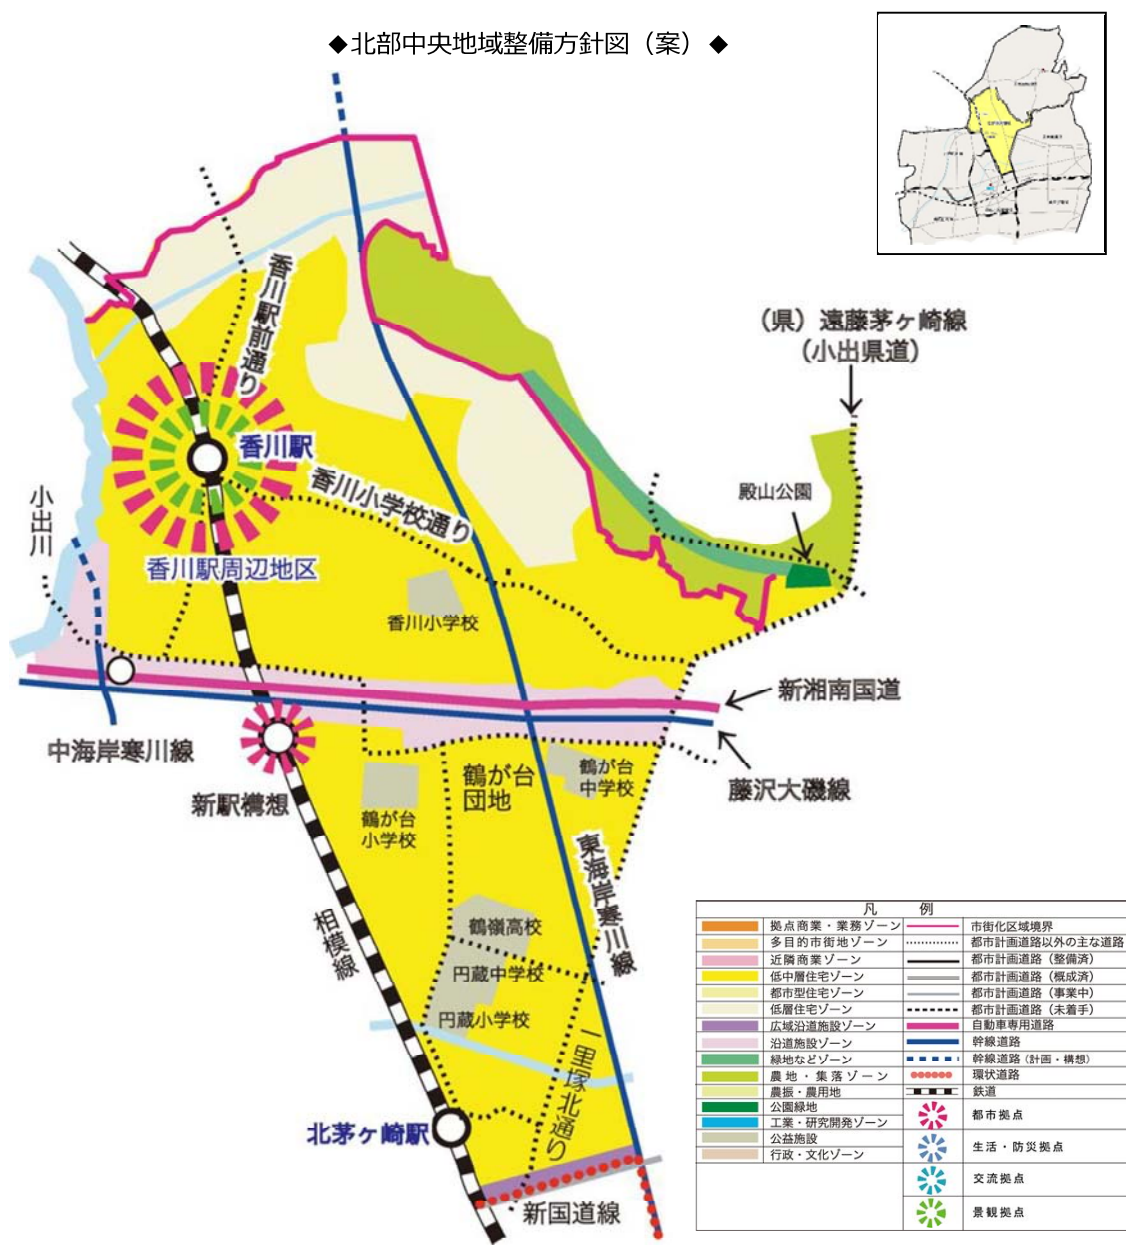 ◆北部中央地域整備方針図（案）◆
香川駅前通り
（県）遠藤茅ヶ崎線
（小出県道）
香川駅
香川小学校通り
小出川
殿山公園
香川駅周辺地区
香川小学校
新湘南国道
中海岸寒川線
鶴が台
団地
鶴が台
中学校
藤沢大磯線
新駅構想
鶴が台
小学校
東海岸寒川線
相模線
鶴嶺高校
円蔵中学校
円蔵小学校
一里塚北通り
北茅ヶ崎駅
新国道線
凡例
拠点商業・業務ゾーン
多目的市街地ゾーン
近隣商業ゾーン
低中層住宅ゾーン
都市型住宅ゾーン
低層住宅ゾーン
広域沿道施設ゾーン
沿道施設ゾーン
緑地などゾーン
農地・集落ゾーン
農振・農用地
公園緑地
工業・研究開発ゾーン
公益施設
行政・文化ゾーン
市街化区域境界
都市計画道路以外の主な道路
都市計画道路（整備済）
都市計画道路（概成済）
都市計画道路（事業中）
都市計画道路（未着手）
自動車専用道路
幹線道路
幹線道路（計画・構想）
環状道路
鉄道
都市拠点
生活・防災拠点
交流拠点
景観拠点